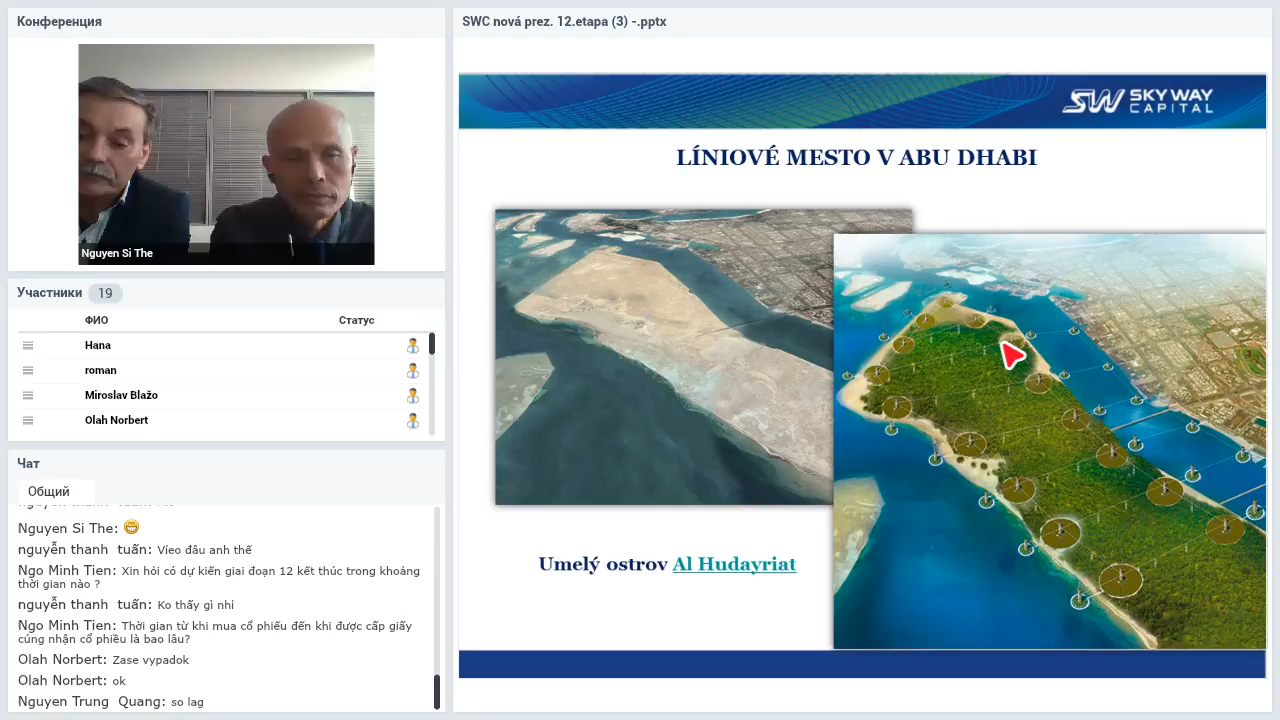 Конференция
Nguyen Si The
Участники 19
ФИО Статус
Hana
roman
Miroslav Blažo
Olah Norbert
Чат
Общий
Nguyen Si The:
nguyễn thanh tuấn: Víeo đâu anh thế
Ngo Minh Tien: Xin hỏi có dự kiến giai đoạn 12 kết thúc trong khoảng
thời gian nào ?
nguyễn thanh tuấn: Ko thấy gì nhỉ
Ngo Minh Tien: Thời gian từ khi mua cổ phiếu đến khi được cấp giấy
cúng nhận cổ phiều là bao lâu?
Olah Norbert: Zase vypadok
Olah Norbert: ok
Nguyen Trung Quang: so lag
SWC nová prez. 12.etapa (3) -.pptx
SW SKY WAY
CAPITAL
LÍNIOVÉ MESTO V ABU DHABI
Umelý ostrov Al Hudayriat